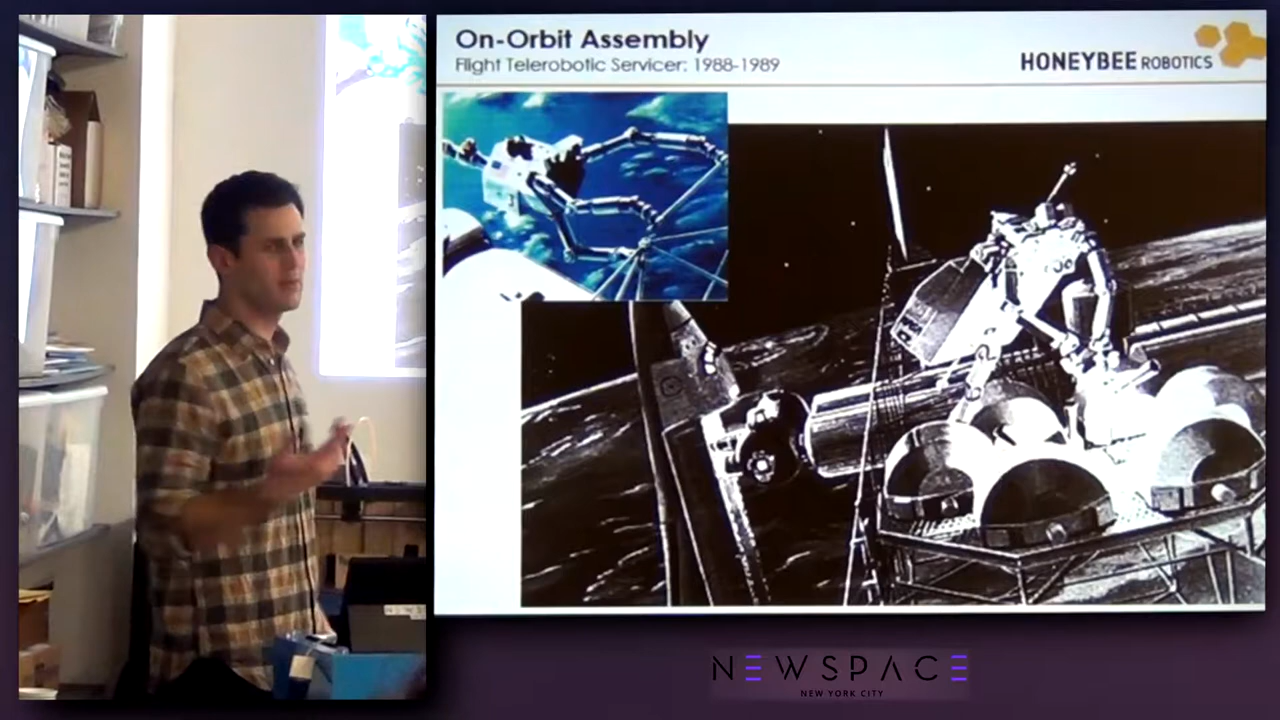 On-Orbit Assembly
Flight Telerobotic Servicer: 1988-1989
HONEYBEE ROBOTICS
NEWSPACE
NEW YORK CITY